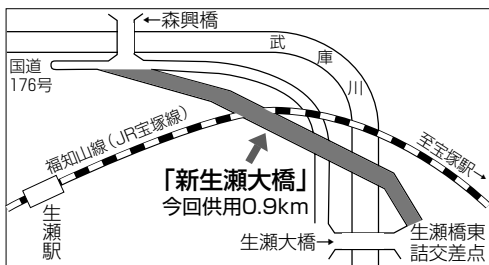 森興橋
武庫川
国道
176号
福知山線(JR宝塚線)
至宝塚駅
「新生瀬大橋」
今回供用0.9km
生瀬駅
生瀬大橋
生瀬橋東
詰交差点